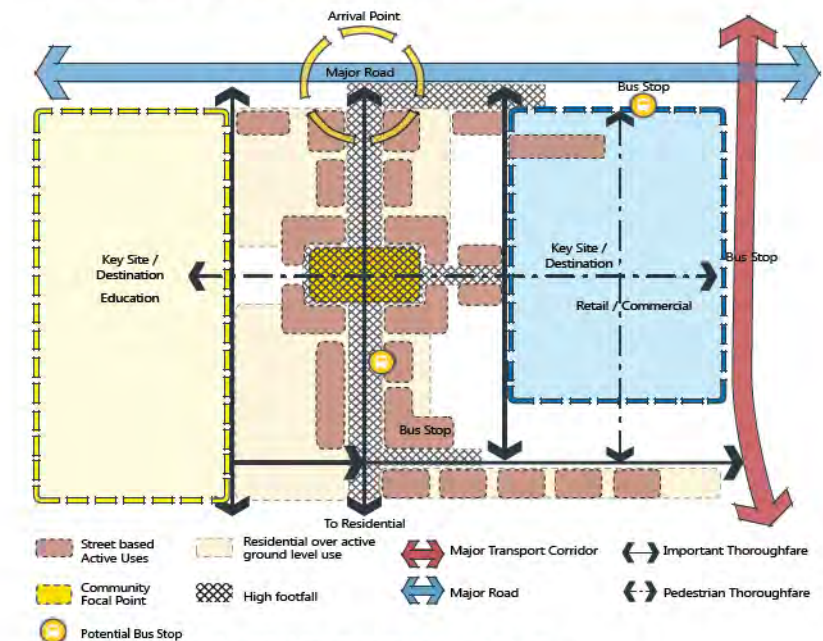 Arrival Point
Major Road
Bus Stop
Key Site /
Destination
Education
Key Site /
Destination
Bus Stop
Retail / Commercial
Bus Stop
To Residential
Street based
Active Uses
Residential over active
ground level use
Major Transport Corridor
Important Thoroughfare
Community
Focal Point
High footfall
Major Road
Pedestrian Thoroughfare
Potential Bus Stop